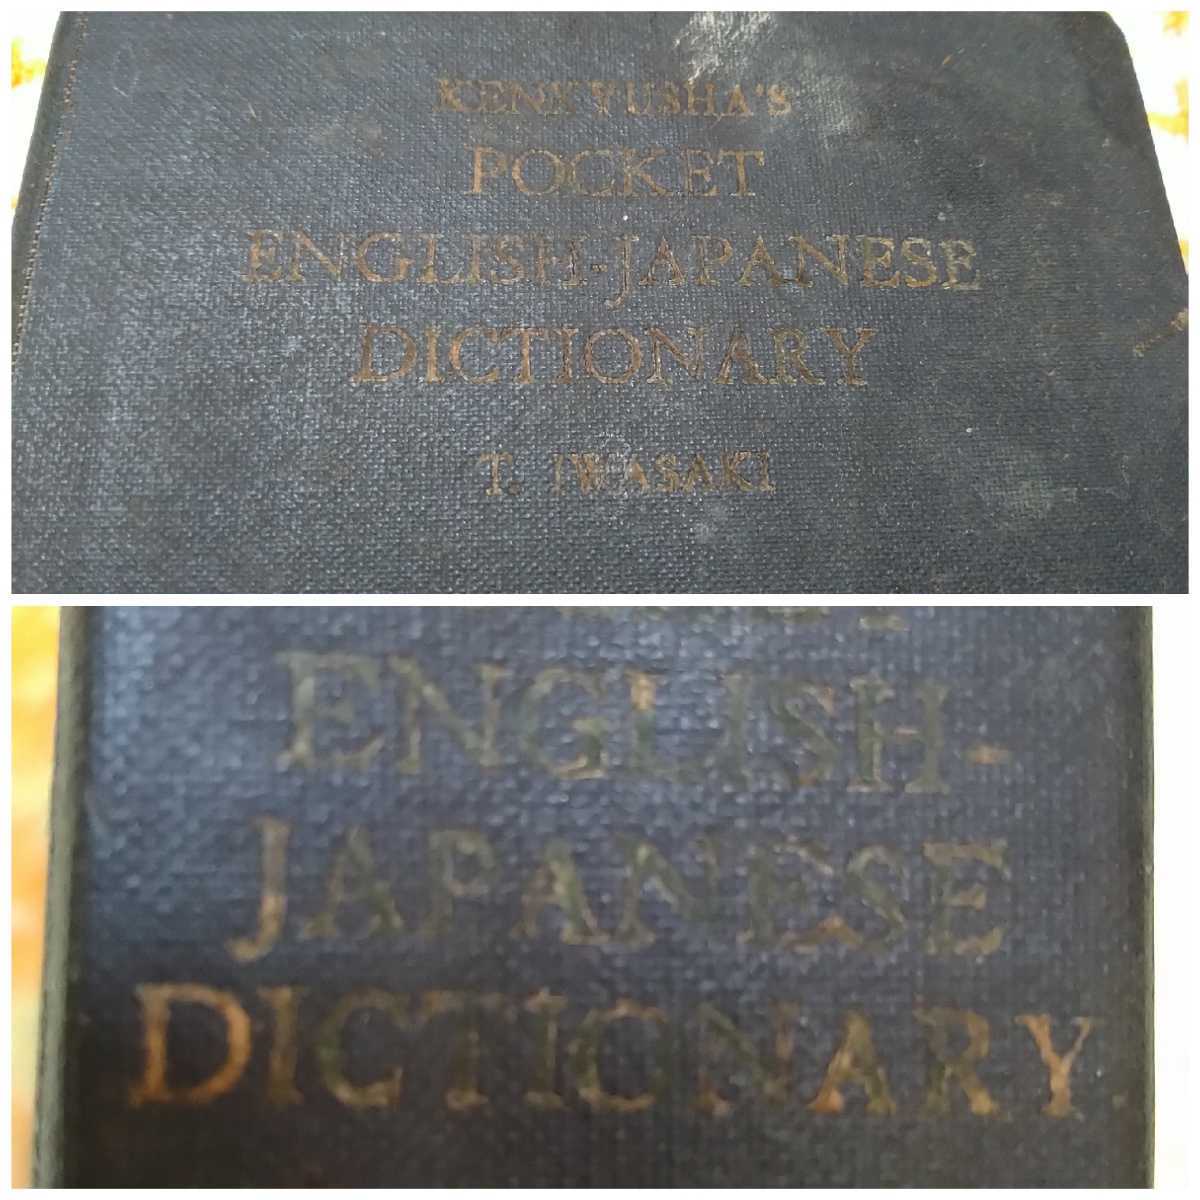 KENKYUSHA'S
POCKET
ENGLISH-JAPANESE
DICTIONARY
T. IWASAKI
ENGLISH-
JAPANESE
DICTIONARY